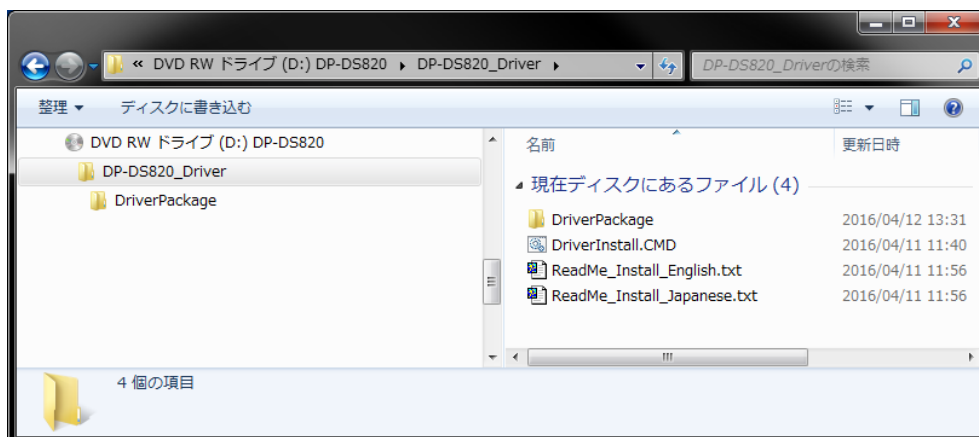 « DVD RW ドライブ (D:) DP-DS820 ▸ DP-DS820_Driver ▸
DP-DS820_Driverの検索
整理 ▼ ディスクに書き込む
DVD RW ドライブ (D:) DP-DS820
DP-DS820_Driver
DriverPackage
名前 更新日時
現在ディスクにあるファイル (4)
DriverPackage 2016/04/12 13:31
DriverInstall.CMD 2016/04/11 11:40
ReadMe_Install_English.txt 2016/04/11 11:56
ReadMe_Install_Japanese.txt 2016/04/11 11:56
4 個の項目